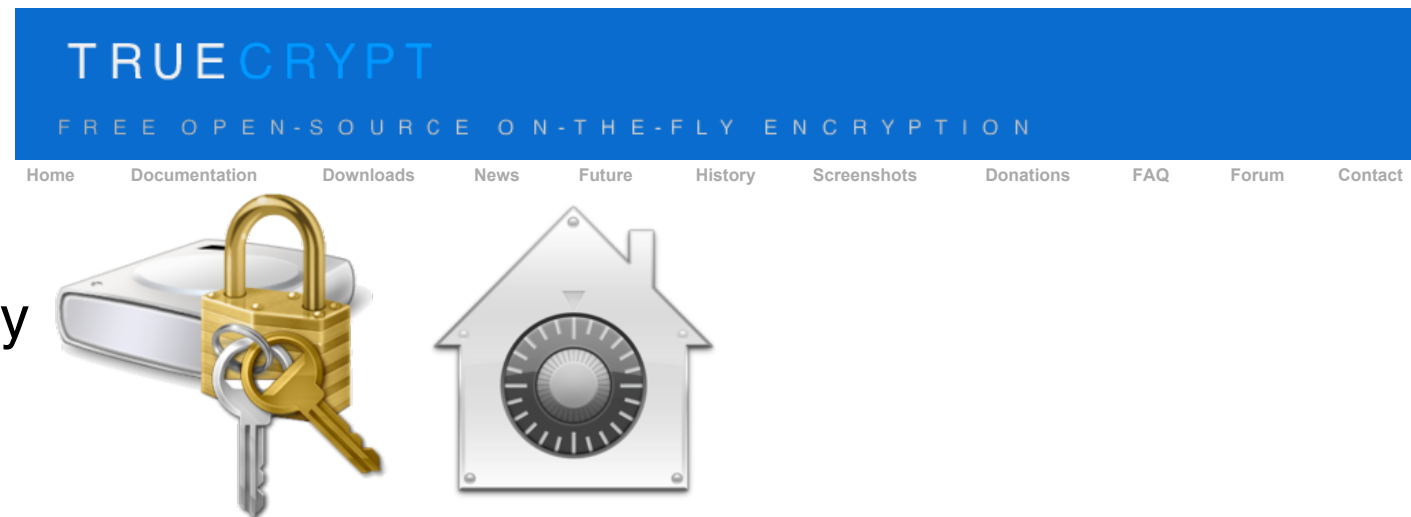 TRUECRYPT
FREE OPEN-SOURCE ON-THE-FLY ENCRYPTION
Home Documentation Downloads News Future History Screenshots Donations FAQ Forum Contact
y